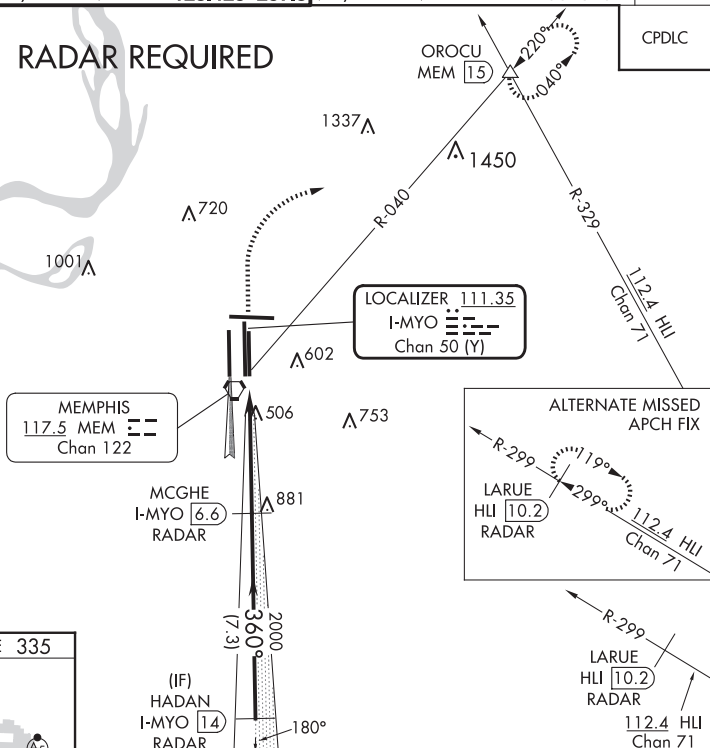 RADAR REQUIRED
CPDLC
OROCU
MEM 15
220°
040°
1337
1450
R-040
R-329
720
1001
112.4 HLI
Chan 71
LOCALIZER 111.35
I-MYO
Chan 50 (Y)
602
MEMPHIS
117.5 MEM
Chan 122
506
753
ALTERNATE MISSED
APCH FIX
R-299
119°
299°
LARUE
HLI 10.2
RADAR
112.4 HLI
Chan 71
MCGHE
I-MYO 6.6
RADAR
881
360°
(7.3)
2000
R-299
LARUE
HLI 10.2
RADAR
112.4 HLI
Chan 71
335
(IF)
HADAN
I-MYO 14
RADAR
180°